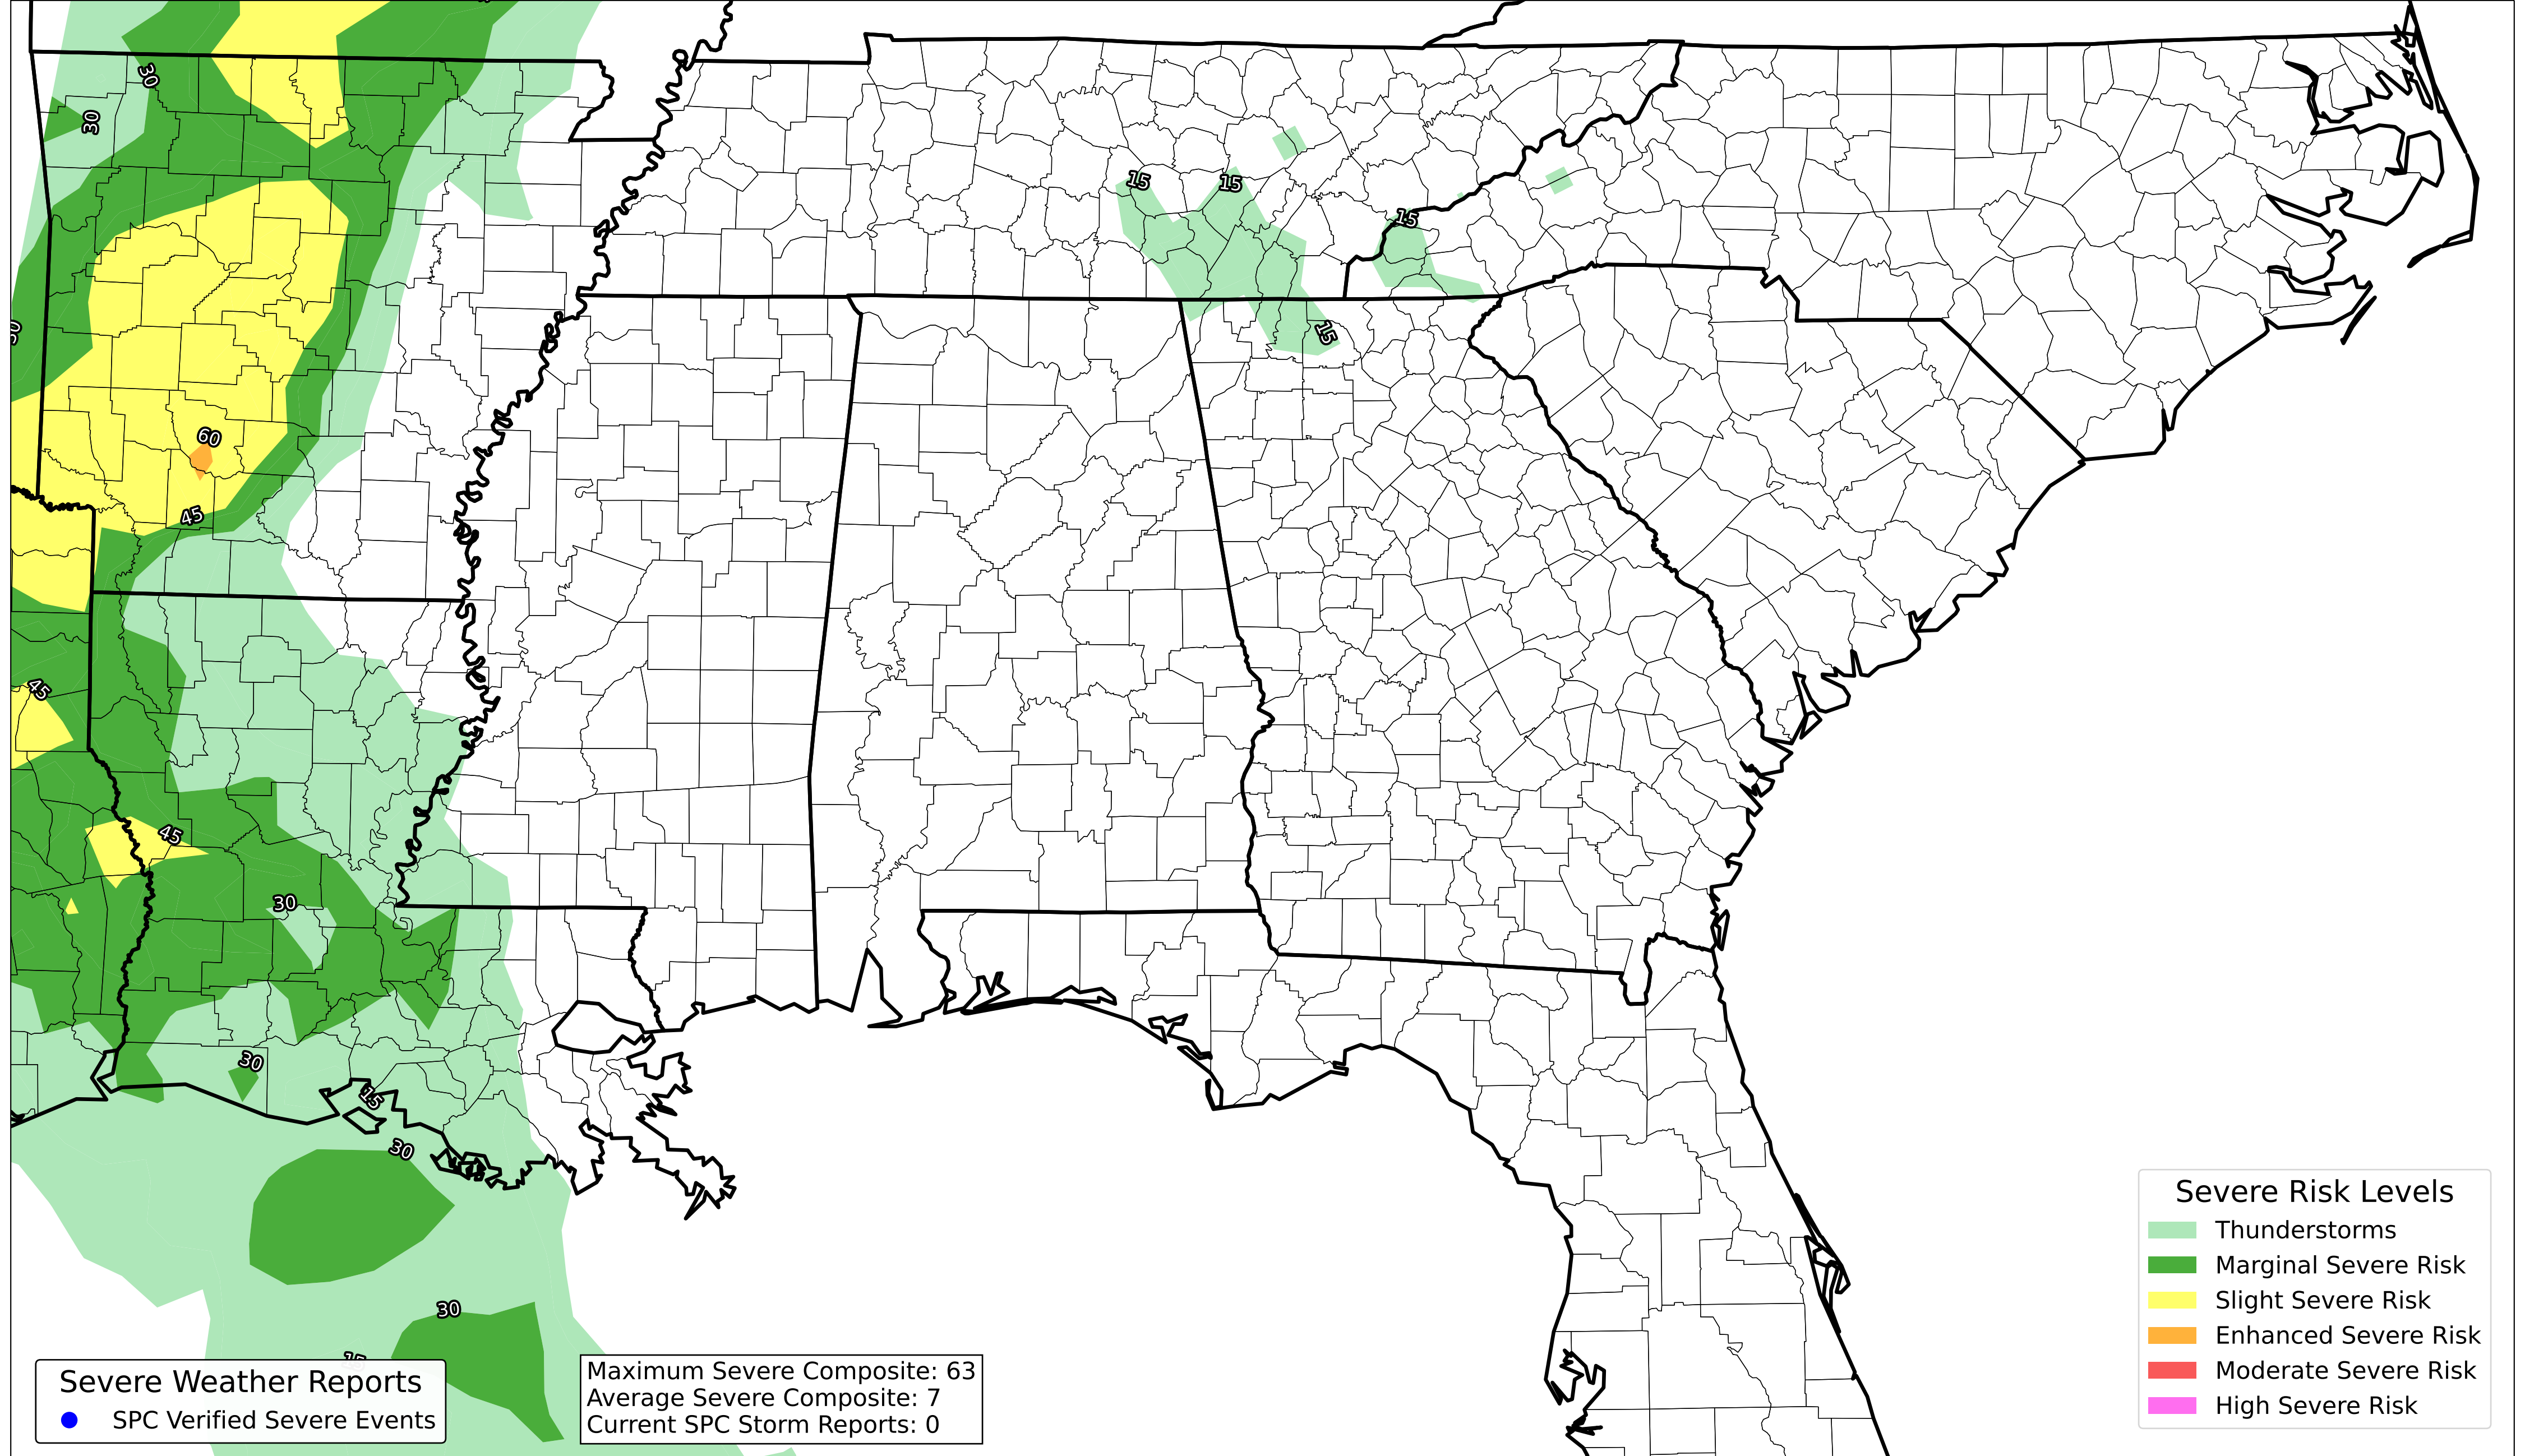 30
30
15
15
15
15
60
45
45
45
30
30
15
30
30
Severe Risk Levels
Thunderstorms
Marginal Severe Risk
Slight Severe Risk
Enhanced Severe Risk
Moderate Severe Risk
High Severe Risk
Severe Weather Reports
SPC Verified Severe Events
Maximum Severe Composite: 63
Average Severe Composite: 7
Current SPC Storm Reports: 0